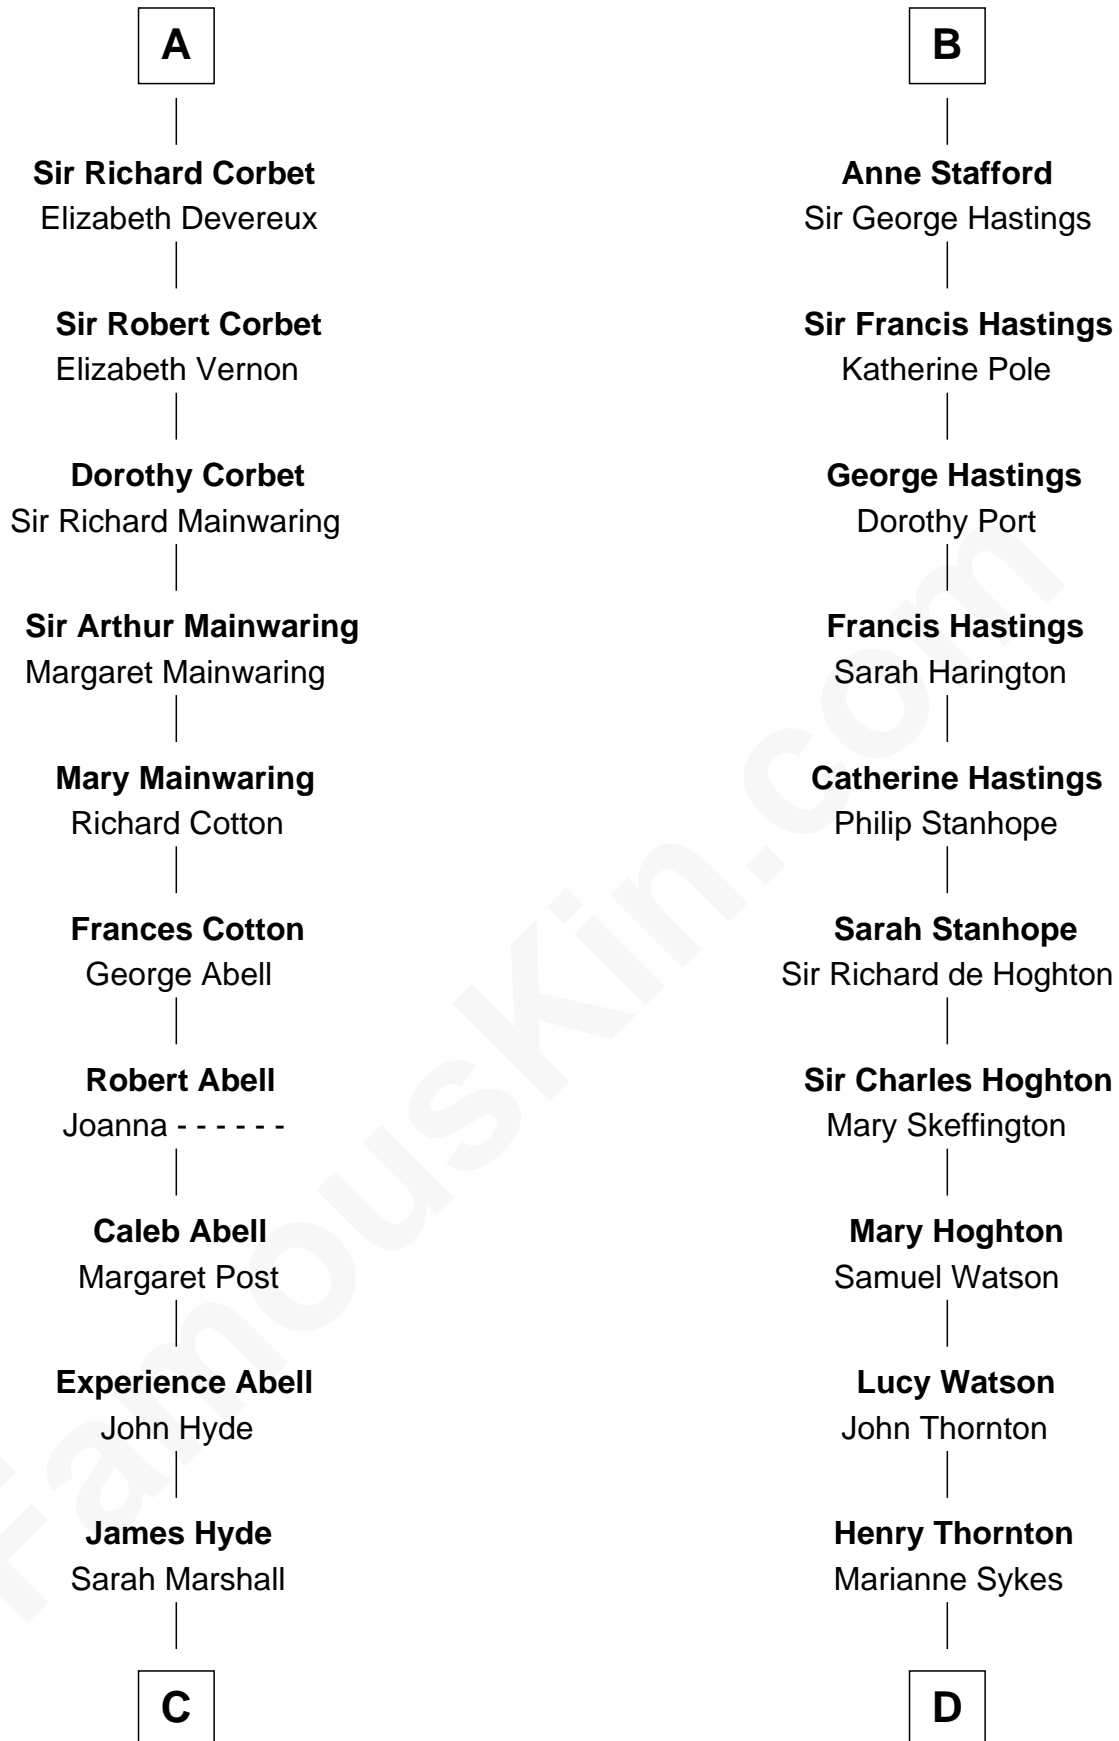 A
Sir Richard Corbet
Elizabeth Devereux
Sir Robert Corbet
Elizabeth Vernon
Dorothy Corbet
Sir Richard Mainwaring
Sir Arthur Mainwaring
Margaret Mainwaring
Mary Mainwaring
Richard Cotton
Frances Cotton
George Abell
Robert Abell
Joanna - - - - - -
Caleb Abell
Margaret Post
Experience Abell
John Hyde
James Hyde
Sarah Marshall
C
B
Anne Stafford
Sir George Hastings
Sir Francis Hastings
Katherine Pole
George Hastings
Dorothy Port
Francis Hastings
Sarah Harington
Catherine Hastings
Philip Stanhope
Sarah Stanhope
Sir Richard de Hoghton
Sir Charles Hoghton
Mary Skeffington
Mary Hoghton
Samuel Watson
Lucy Watson
John Thornton
Henry Thornton
Marianne Sykes
D
FamousKin.com